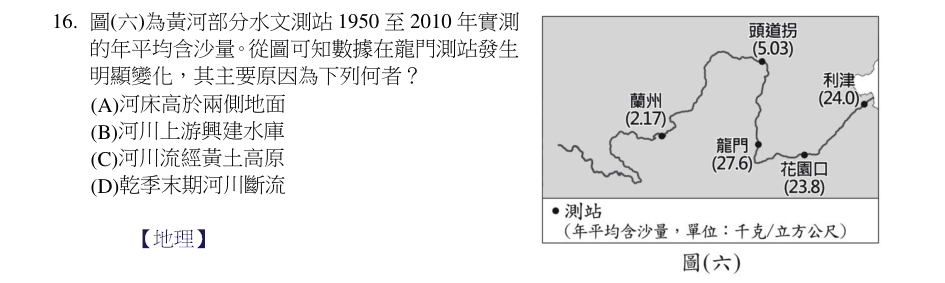 16. 圖(六)為黃河部分水文測站 1950 至 2010 年實測
的年平均含沙量。從圖可知數據在龍門測站發生
明顯變化，其主要原因為下列何者？
(A)河床高於兩側地面
(B)河川上游興建水庫
(C)河川流經黃土高原
(D)乾季末期河川斷流
【地理】
頭道拐
(5.03)
利津
(24.0)
蘭州
(2.17)
龍門
(27.6)
花園口
(23.8)
• 測站
（年平均含沙量，單位：千克/立方公尺）
圖(六)